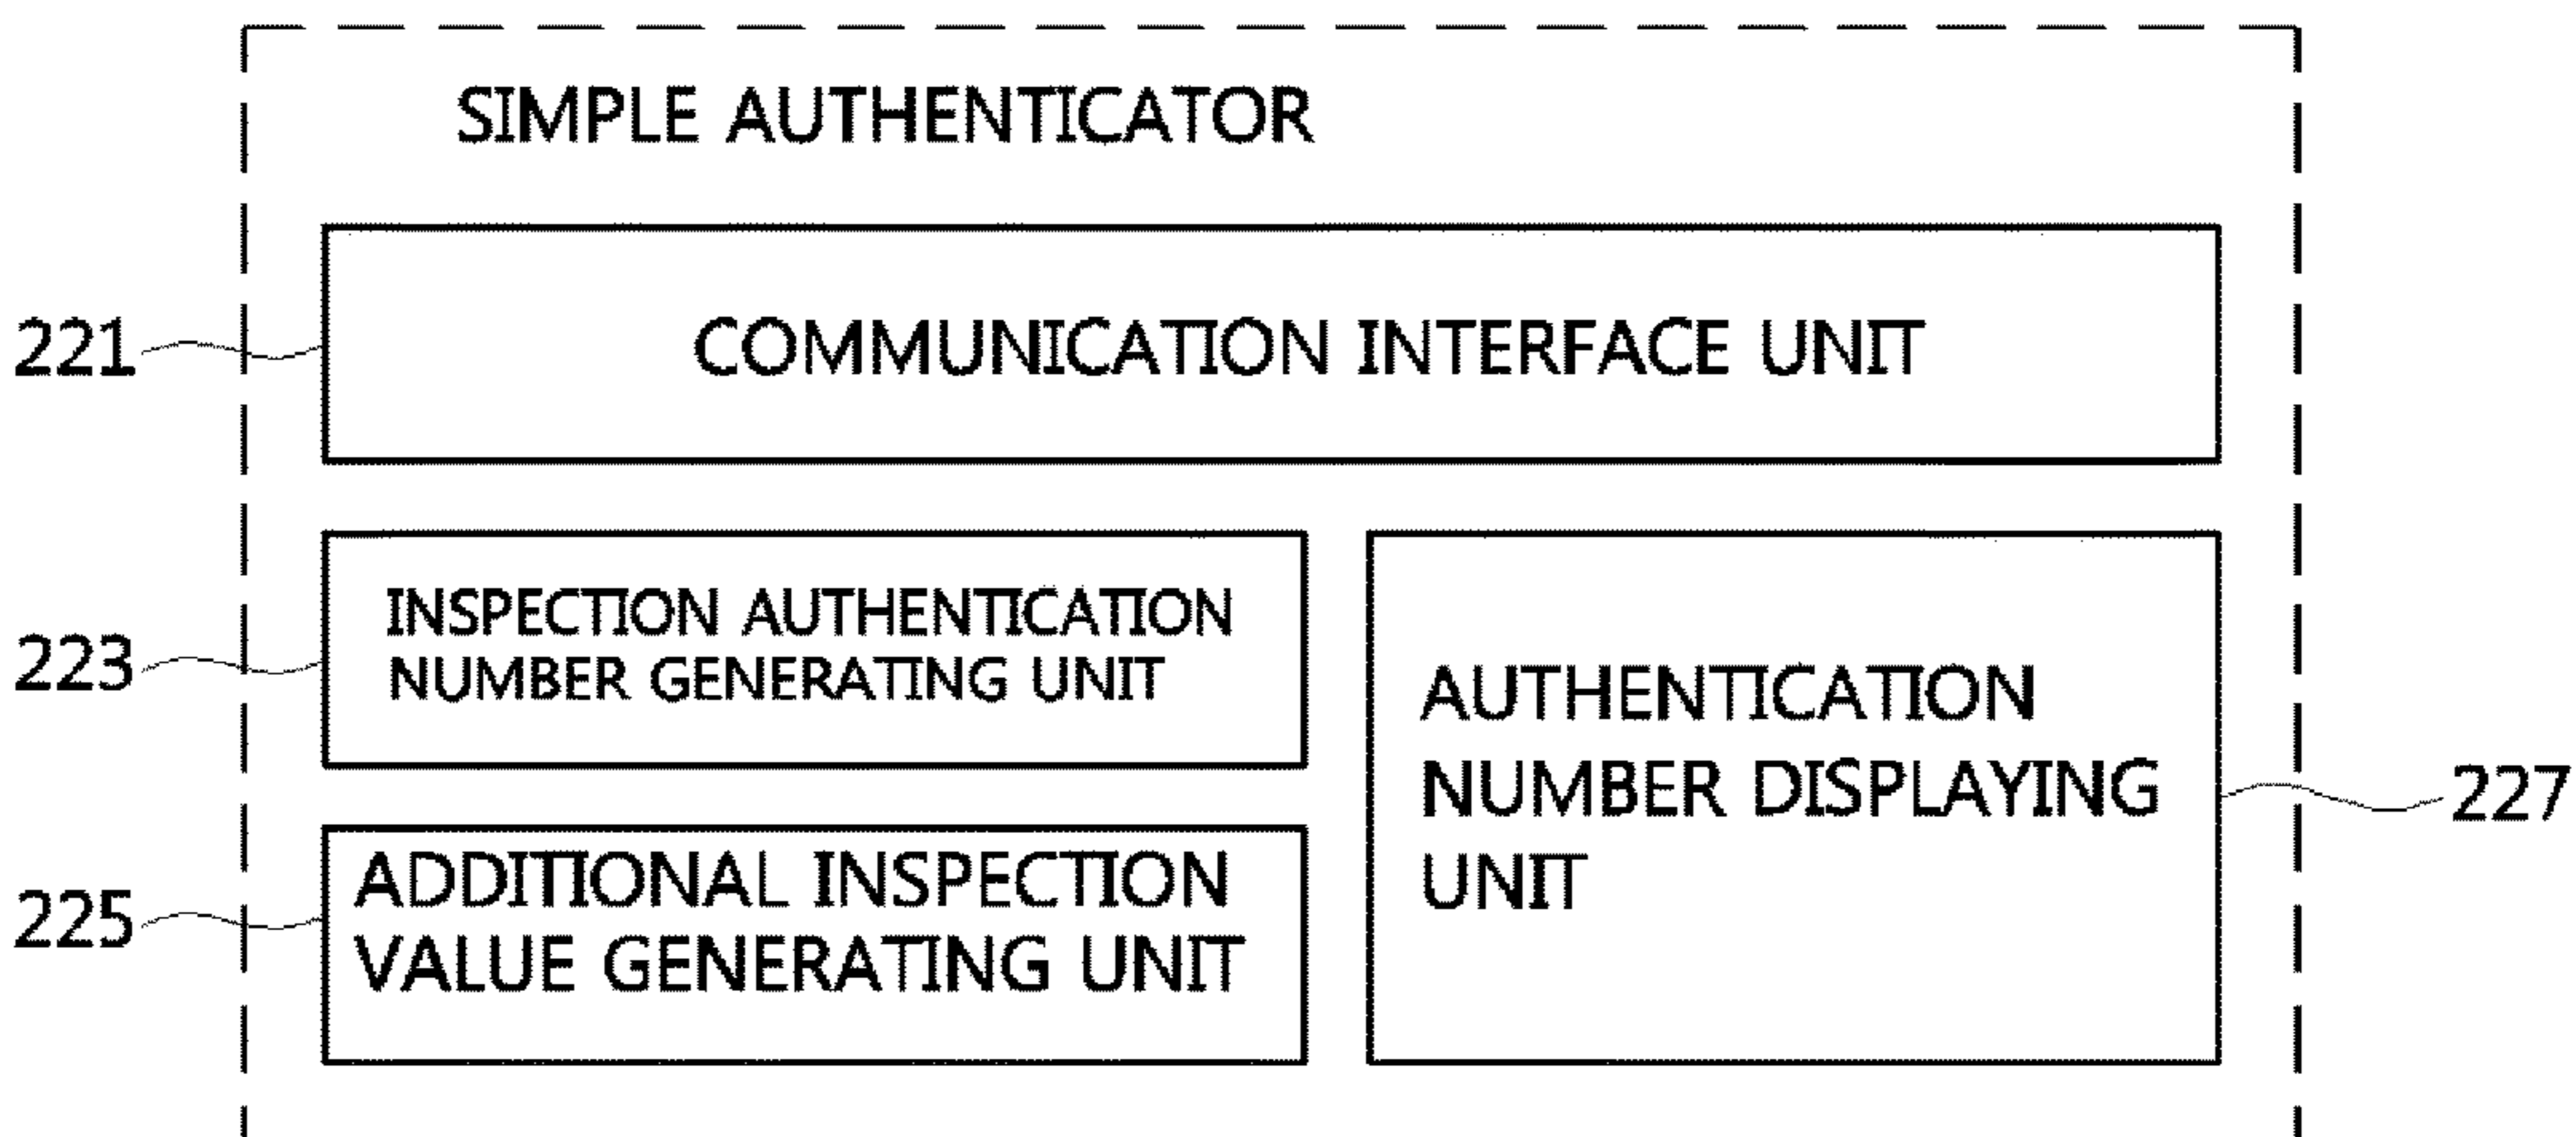 SIMPLE AUTHENTICATOR
221
COMMUNICATION INTERFACE UNIT
223
INSPECTION AUTHENTICATION
NUMBER GENERATING UNIT
225
ADDITIONAL INSPECTION
VALUE GENERATING UNIT
AUTHENTICATION
NUMBER DISPLAYING
UNIT
227